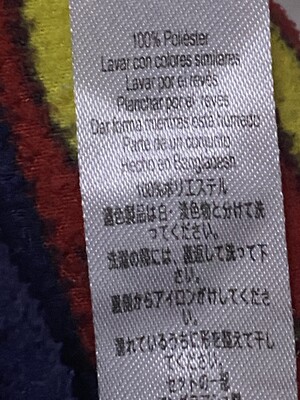 100% Poliéster
Lavar con colores similares
Lavar por el revés
Planchar por el revés
Dar forma mientras está húmedo
Parte de un conjunto
Hecho en Bangladesh
100%ポリエステル
濃色製品は白・淡色物と分けて洗
ってください。
洗濯の際には、裏返して洗って下
さい。
裏側からアイロンがけしてくださ
い。
濡れているうちに形を整えて干し
てください。
セットの一部